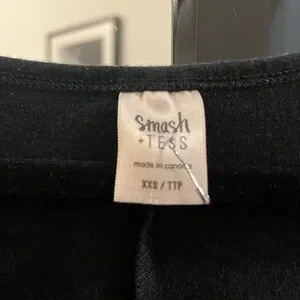 smash
+ TESS
made in canada
XXS / TTP